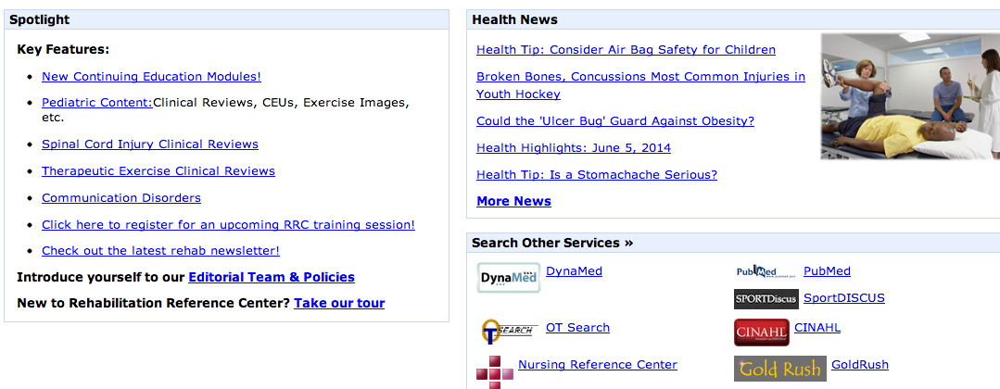 Spotlight
Key Features:
New Continuing Education Modules!
Pediatric Content:Clinical Reviews, CEUs, Exercise Images,
etc.
Spinal Cord Injury Clinical Reviews
Therapeutic Exercise Clinical Reviews
Communication Disorders
Click here to register for an upcoming RRC training session!
Check out the latest rehab newsletter!
Introduce yourself to our Editorial Team & Policies
New to Rehabilitation Reference Center? Take our tour
Health News
Health Tip: Consider Air Bag Safety for Children
Broken Bones, Concussions Most Common Injuries in
Youth Hockey
Could the 'Ulcer Bug' Guard Against Obesity?
Health Highlights: June 5, 2014
Health Tip: Is a Stomachache Serious?
More News
Search Other Services »
DynaMed DynaMed
PubMed PubMed
SPORTDiscus SportDISCUS
OT SEARCH OT Search
CINAHL CINAHL
Nursing Reference Center
Gold Rush GoldRush